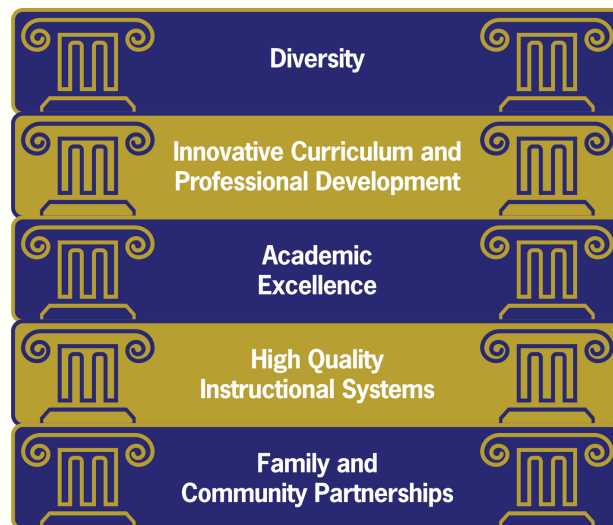 Diversity
Innovative Curriculum and
Professional Development
Academic
Excellence
High Quality
Instructional Systems
Family and
Community Partnerships